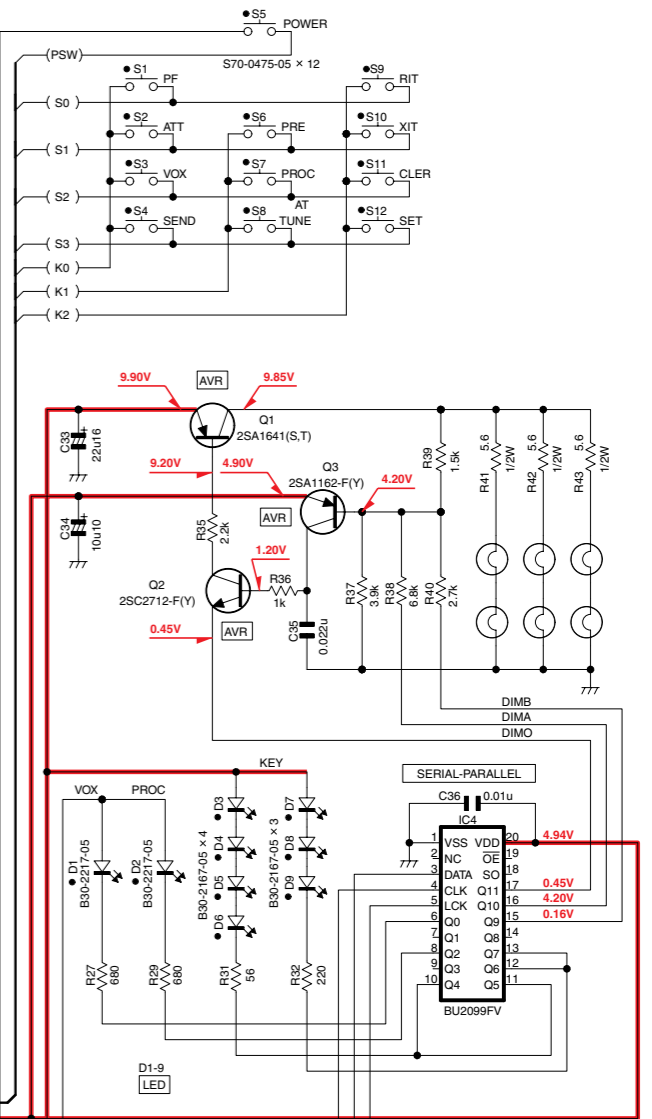 S5
POWER
PSW
S70-0475-05 × 12
S1
PF
S9
RIT
S0
S2
ATT
S6
PRE
S10
XIT
S1
S3
VOX
S7
PROC
S11
CLER
S2
S4
SEND
S8
AT
TUNE
S12
SET
S3
K0
K1
K2
9.90V
AVR
9.85V
Q1
2SA1641(S,T)
C33
22u16
9.20V
4.90V
Q3
2SA1162-F(Y)
4.20V
R39
1.5k
R41
5.6
1/2W
R42
5.6
1/2W
R43
5.6
1/2W
C34
10u10
R35
2.2k
AVR
1.20V
Q2
2SC2712-F(Y)
R36
1k
R37
3.9k
R38
6.8k
R40
2.7k
0.45V
AVR
C35
0.022u
DIMB
DIMA
DIMO
KEY
SERIAL-PARALLEL
VOX
PROC
C36
0.01u
IC4
D3
D4
D5
D6
B30-2167-05 × 4
D7
D8
D9
B30-2167-05 × 3
D1
B30-2217-05
D2
B30-2217-05
1
VSS
VDD
20
4.94V
2
NC
OE
19
3
DATA
SO
18
4
CLK
Q11
17
0.45V
5
LCK
Q10
16
4.20V
6
Q0
Q9
15
0.16V
7
Q1
Q8
14
8
Q2
Q7
13
9
Q3
Q6
12
10
Q4
Q5
11
BU2099FV
R27
680
R29
680
R31
56
R32
220
D1-9
LED